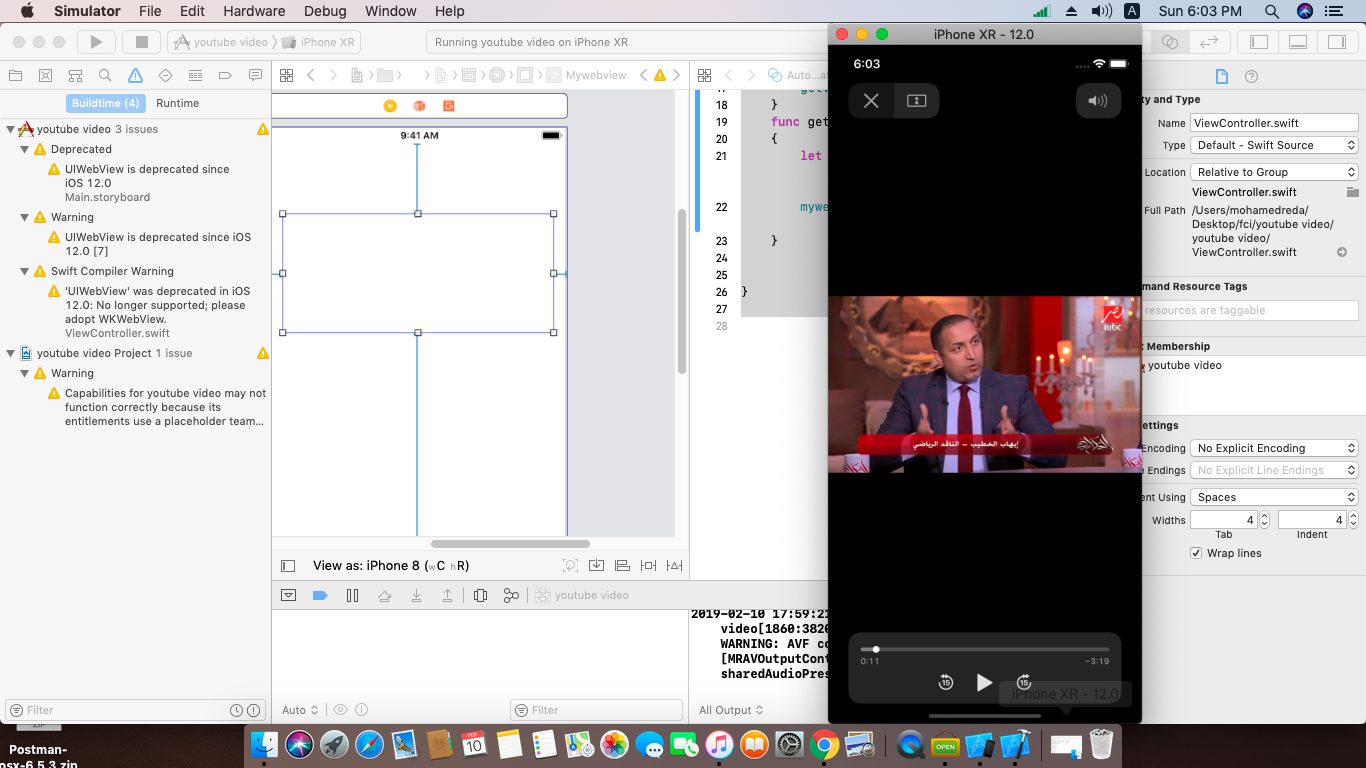 Simulator File Edit Hardware Debug Window Help
A
Sun 6:03 PM
youtube video
iPhone XR
Running youtube video on iPhone XR
iPhone XR - 12.0
Mywebview
Buildtime (4) Runtime
youtube video 3 issues
Deprecated
UIWebView is deprecated since
iOS 12.0
Main.storyboard
Warning
UIWebView is deprecated since iOS
12.0 [7]
Swift Compiler Warning
'UIWebView' was deprecated in iOS
12.0: No longer supported; please
adopt WKWebView.
ViewController.swift
youtube video Project 1 issue
Warning
Capabilities for youtube video may not
function correctly because its
entitlements use a placeholder team...
Filter
9:41 AM
View as: iPhone 8 (wC hR)
youtube video
Auto
Filter
18 }
19 func get
20 {
21 let
22 mywe
23 }
24
25
26 }
27
28
2019-02-10 17:59:21
video[1860:3820
WARNING: AVF co
[MRAVOutputCont
sharedAudioPres
All Output
6:03
مصر
mbc
إيهاب الخطيب – الناقد الرياضي
0:11
−3:19
15
15
iPhone XR - 12.0
ty and Type
Name ViewController.swift
Type Default - Swift Source
Location Relative to Group
ViewController.swift
Full Path /Users/mohamedreda/
Desktop/fci/youtube video/
youtube video/
ViewController.swift
mand Resource Tags
resources are taggable
t Membership
youtube video
ettings
Encoding No Explicit Encoding
e Endings No Explicit Line Endings
ent Using Spaces
Widths 4 4
Tab Indent
Wrap lines
ZIP
Postman-
osx-6.5.3.zip
FEB
10
OPEN